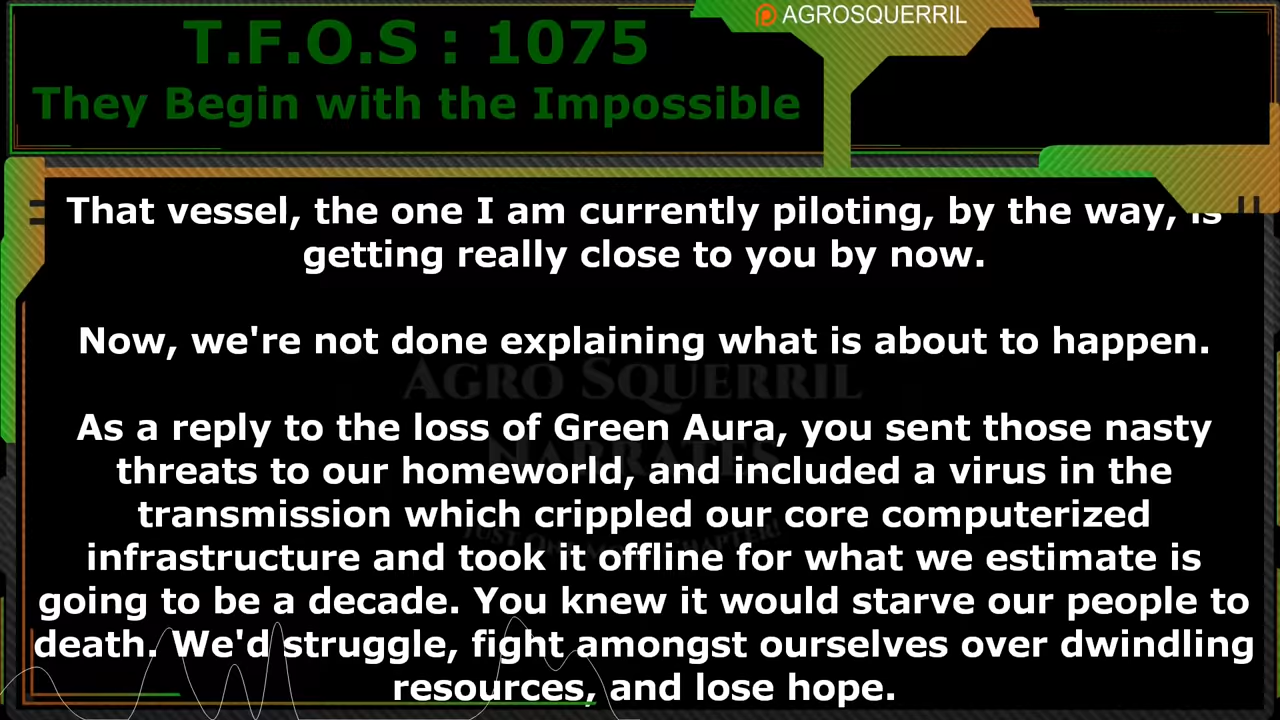 AGROSQUERRIL
T.F.O.S : 1075
They Begin with the Impossible
That vessel, the one I am currently piloting, by the way, is
getting really close to you by now.
Now, we're not done explaining what is about to happen.
AGRO SQUERRIL
As a reply to the loss of Green Aura, you sent those nasty
NARRATES
threats to our homeworld, and included a virus in the
transmission which crippled our core computerized
infrastructure and took it offline for what we estimate is
going to be a decade. You knew it would starve our people to
death. We'd struggle, fight amongst ourselves over dwindling
resources, and lose hope.